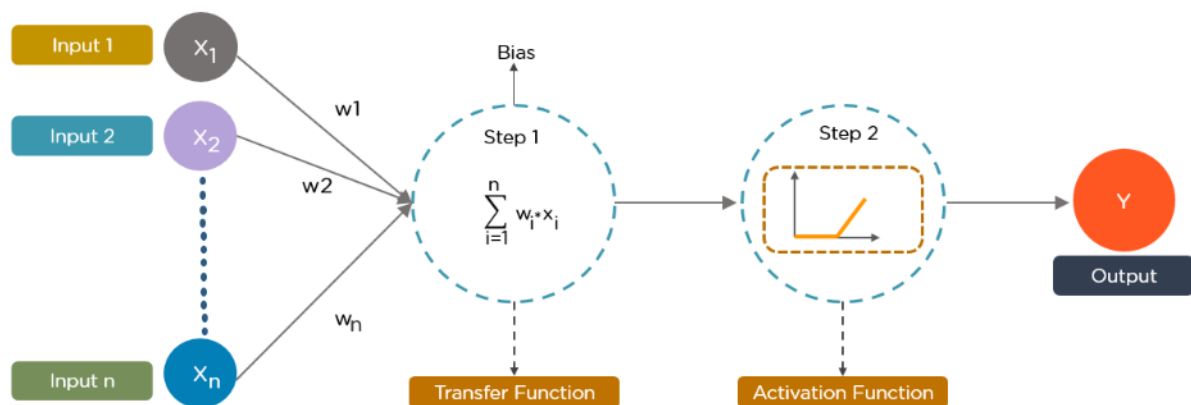 Input 1
X1
Input 2
X2
Input n
Xn
w1
w2
wn
Bias
Step 1
n
∑ wi*xi
i=1
Transfer Function
Step 2
Activation Function
Y
Output